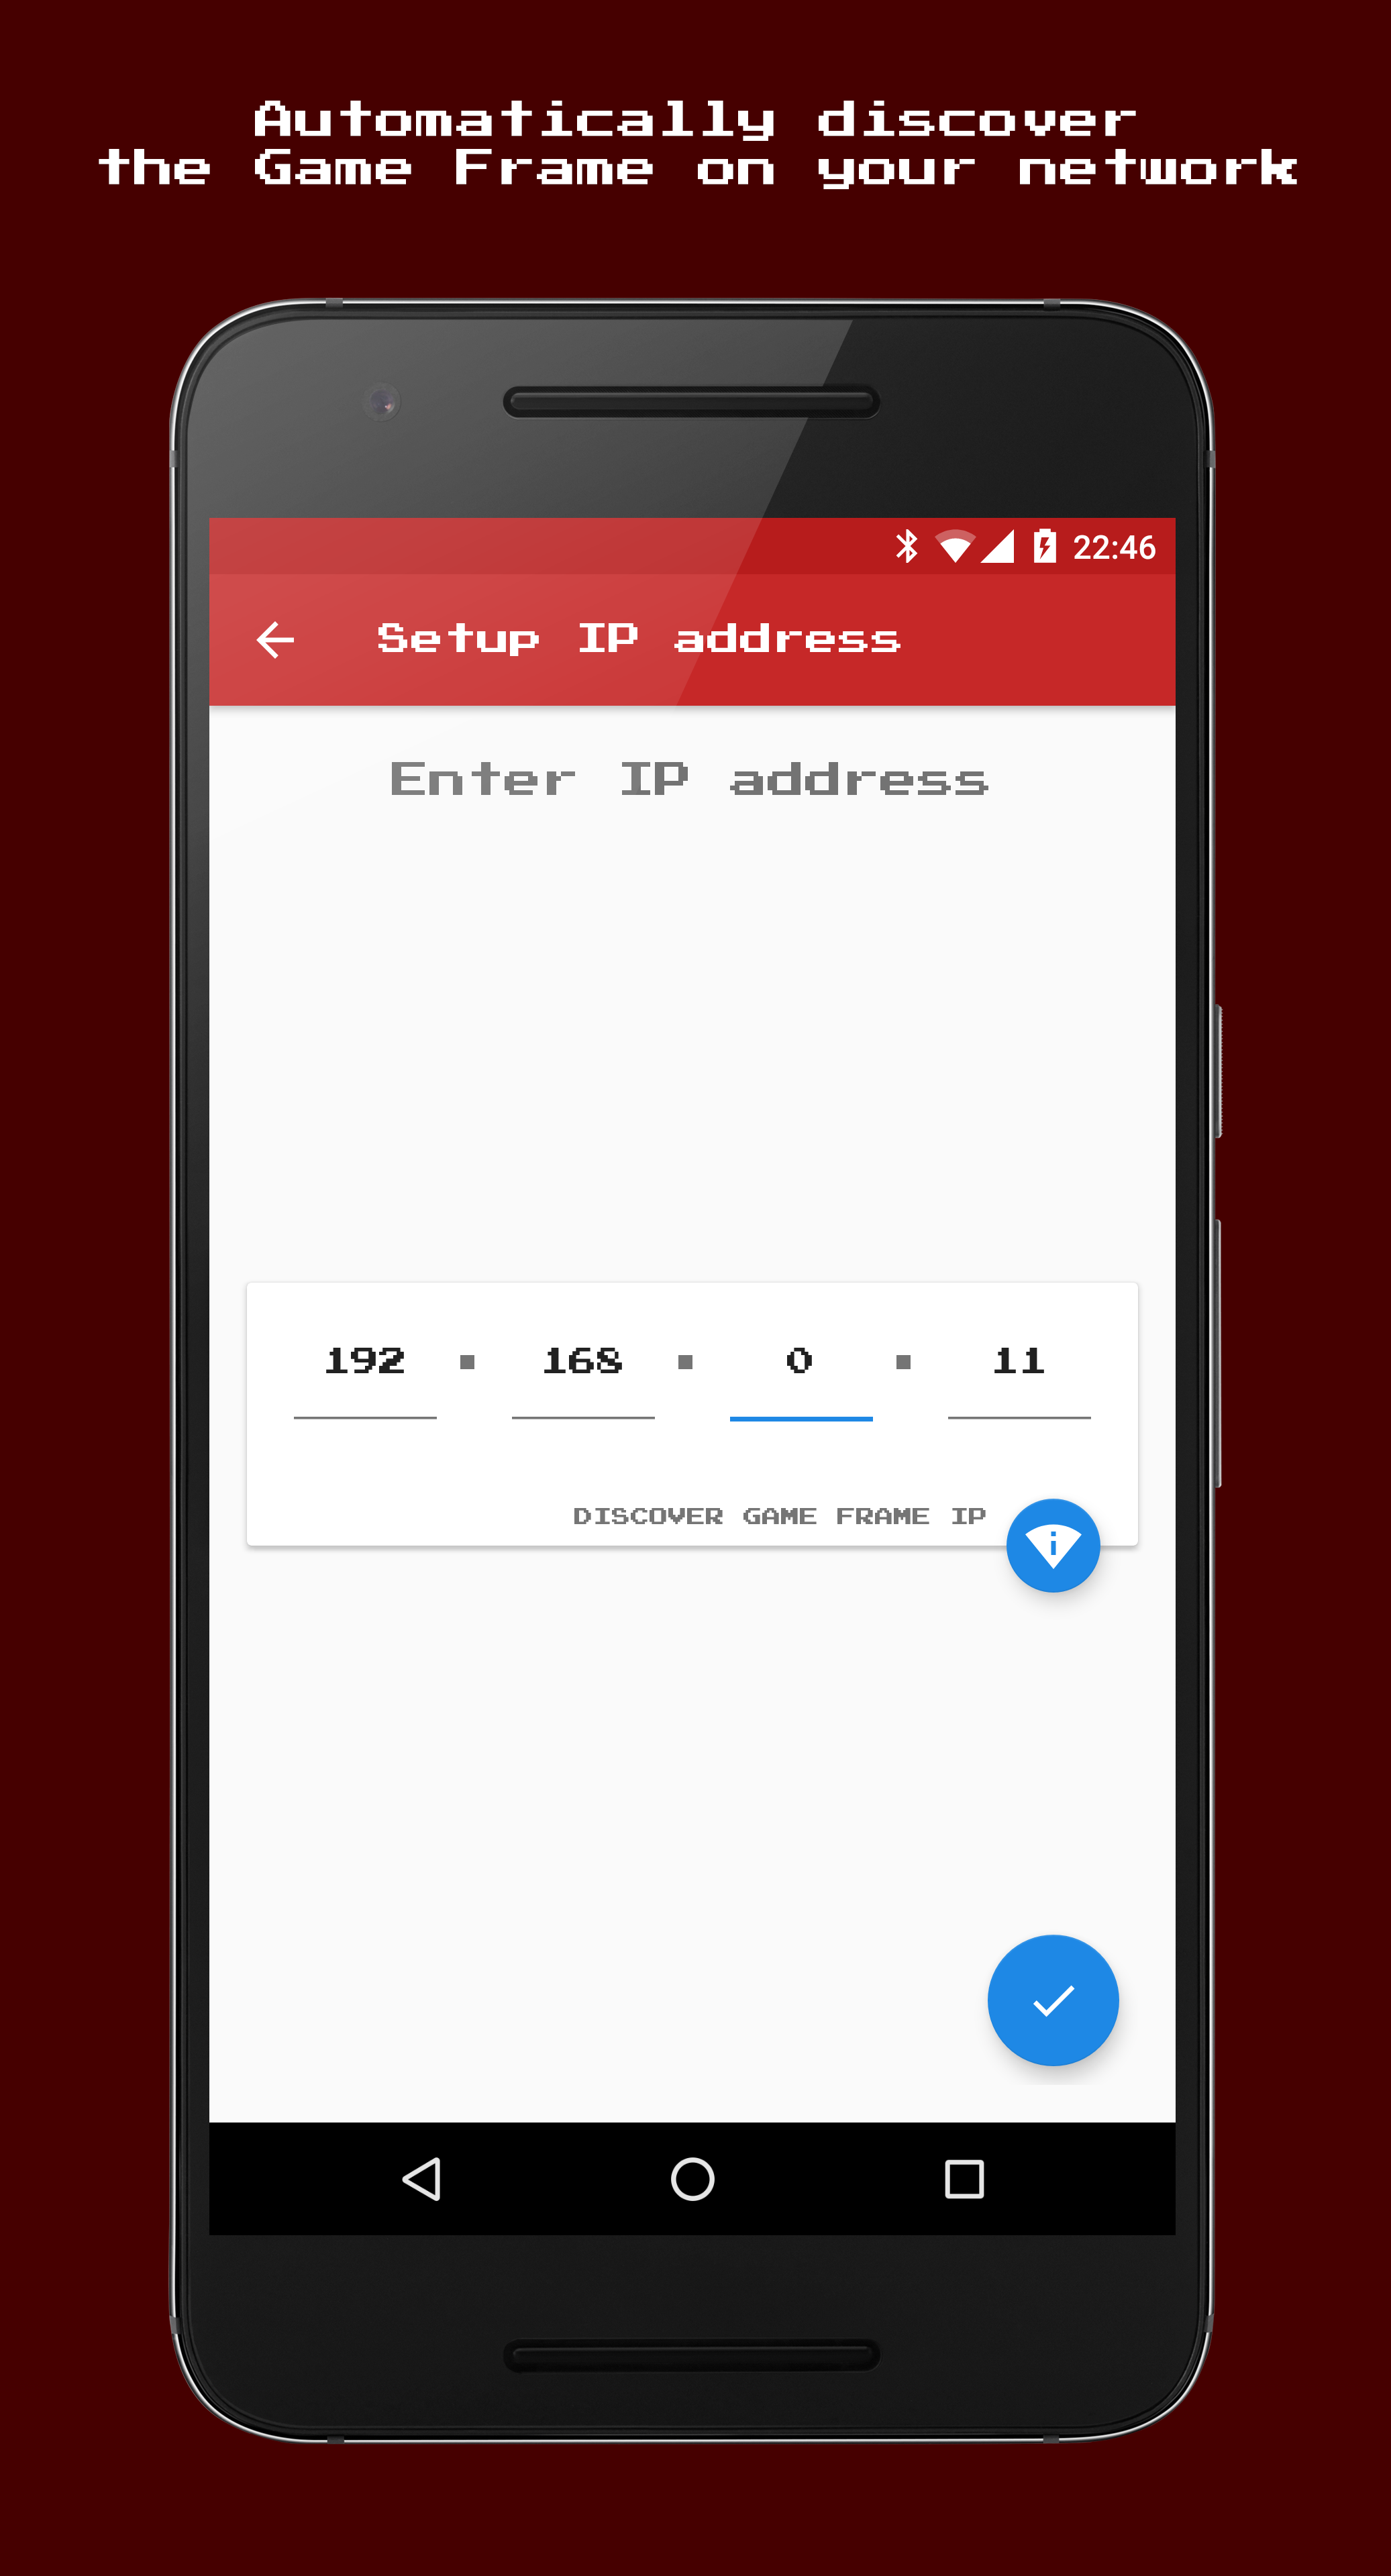 Automatically discover
the Game Frame on your network
22:46
Setup IP address
Enter IP address
192 . 168 . 0 . 11
DISCOVER GAME FRAME IP